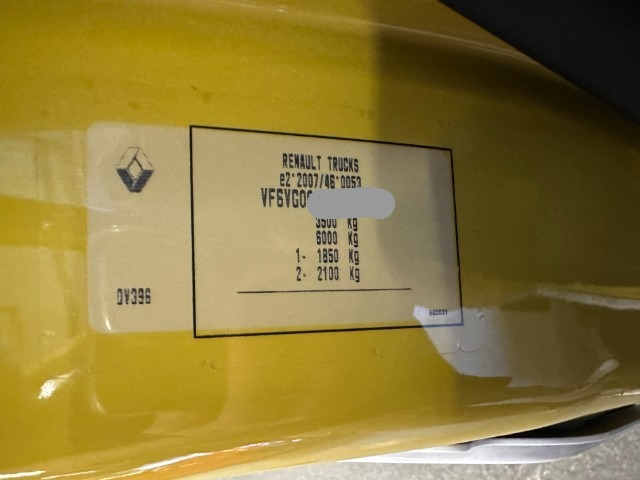 RENAULT TRUCKS
e2*2007/46*0053
VF6VG0
3500 Kg
6000 Kg
1- 1850 Kg
2- 2100 Kg
0V396